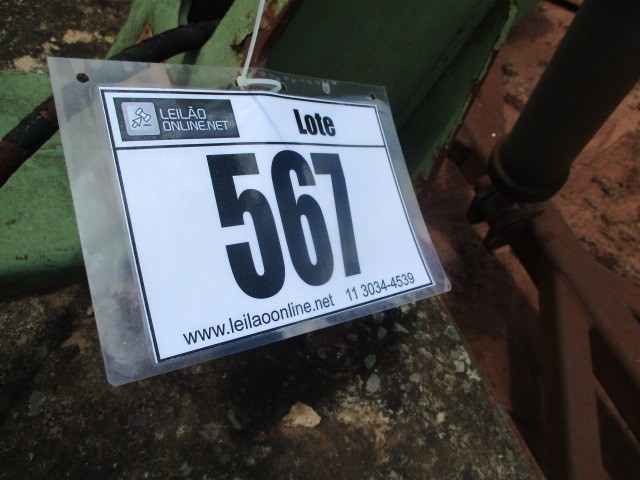 LEILÃO
ONLINE.NET
Lote
567
www.leilaoonline.net 11 3034-4539